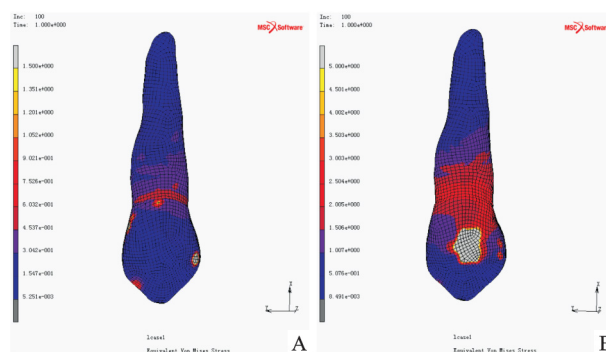 Inc: 100
Time: 1.000e+000
MSC Software
1.500e+000
1.351e+000
1.201e+000
1.052e+000
9.021e-001
7.526e-001
6.032e-001
4.537e-001
3.042e-001
1.547e-001
5.251e-003
lcase1
Equivalent Von Mises Stress
A
Inc: 100
Time: 1.000e+000
MSC Software
5.000e+000
4.501e+000
4.002e+000
3.503e+000
3.003e+000
2.504e+000
2.005e+000
1.506e+000
1.007e+000
5.076e-001
8.491e-003
lcase1
Equivalent Von Mises Stress